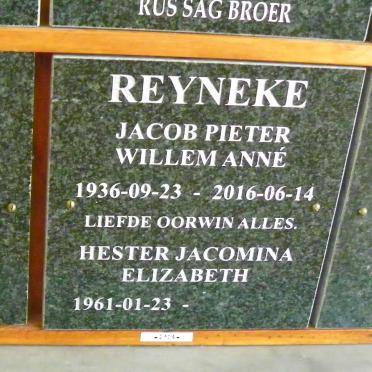 RUS SAG BROER
REYNEKE
JACOB PIETER
WILLEM ANNÉ
1936-09-23 - 2016-06-14
LIEFDE OORWIN ALLES.
HESTER JACOMINA
ELIZABETH
1961-01-23 -